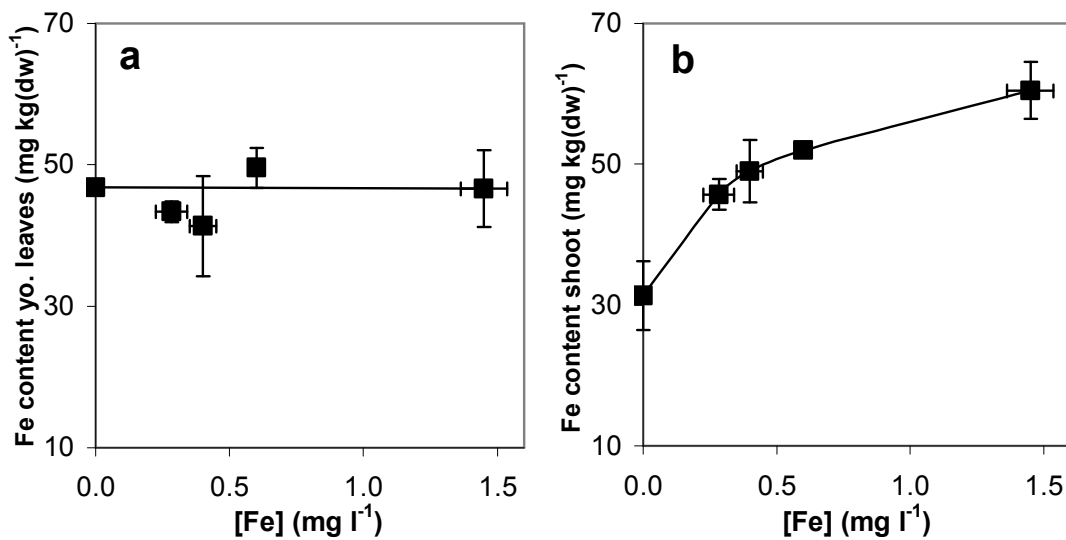 a
Fe content yo. leaves (mg kg(dw)⁻¹)
70
50
30
10
0.0 0.5 1.0 1.5
[Fe] (mg l⁻¹)
b
Fe content shoot (mg kg(dw)⁻¹)
70
50
30
10
0.0 0.5 1.0 1.5
[Fe] (mg l⁻¹)